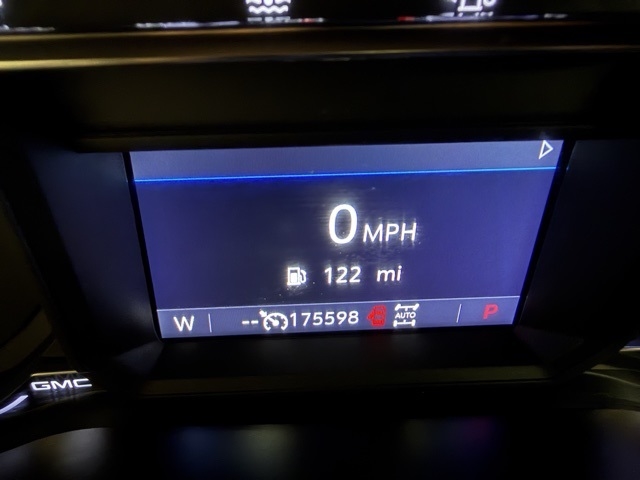 0 MPH
122 mi
W -- 175598 AUTO P
GMC